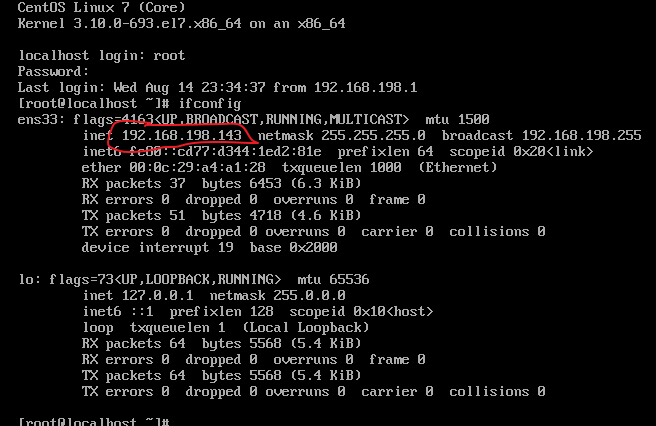 CentOS Linux 7 (Core)
Kernel 3.10.0-693.el7.x86_64 on an x86_64
localhost login: root
Password:
Last login: Wed Aug 14 23:34:37 from 192.168.198.1
[root@localhost ~]# ifconfig
ens33: flags=4163<UP,BROADCAST,RUNNING,MULTICAST>  mtu 1500
inet 192.168.198.143  netmask 255.255.255.0  broadcast 192.168.198.255
inet6 fe80::cd77:d344:1ed2:81e  prefixlen 64  scopeid 0x20<link>
ether 00:0c:29:a4:a1:28  txqueuelen 1000  (Ethernet)
RX packets 37  bytes 6453 (6.3 KiB)
RX errors 0  dropped 0  overruns 0  frame 0
TX packets 51  bytes 4718 (4.6 KiB)
TX errors 0  dropped 0 overruns 0  carrier 0  collisions 0
device interrupt 19  base 0x2000
lo: flags=73<UP,LOOPBACK,RUNNING>  mtu 65536
inet 127.0.0.1  netmask 255.0.0.0
inet6 ::1  prefixlen 128  scopeid 0x10<host>
loop  txqueuelen 1  (Local Loopback)
RX packets 64  bytes 5568 (5.4 KiB)
RX errors 0  dropped 0  overruns 0  frame 0
TX packets 64  bytes 5568 (5.4 KiB)
TX errors 0  dropped 0 overruns 0  carrier 0  collisions 0
[root@localhost ~]#